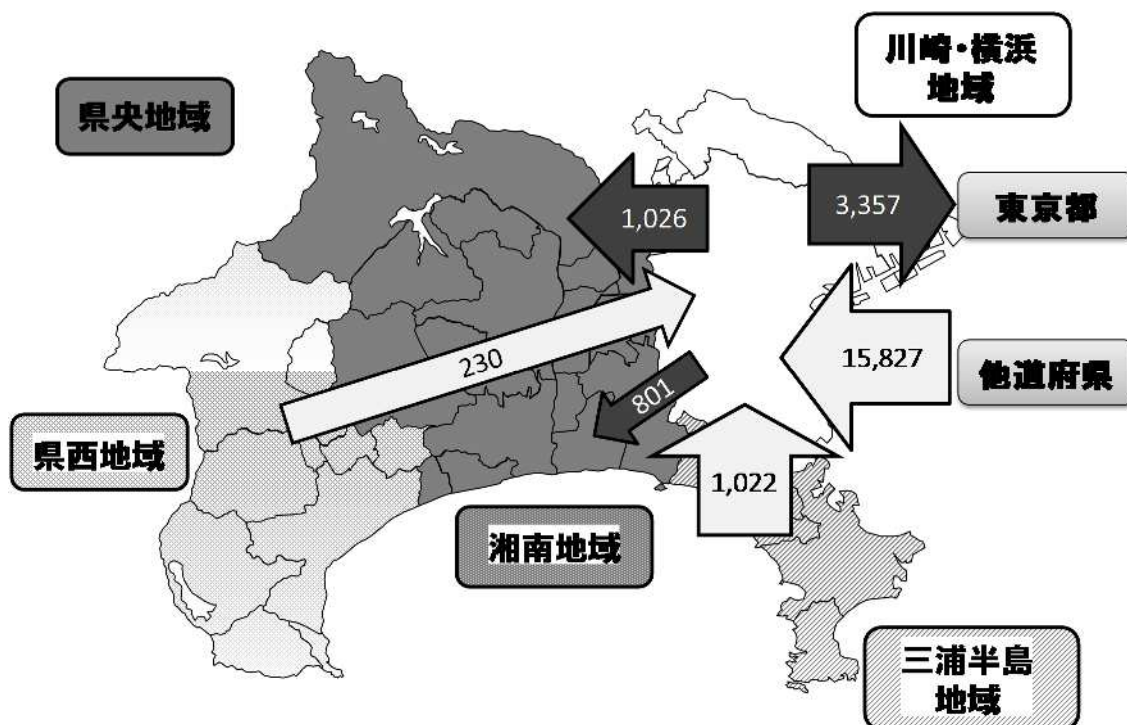 川崎・横浜
地域
県央地域
1,026
3,357
東京都
230
15,827
他道府県
801
県西地域
1,022
湘南地域
三浦半島
地域